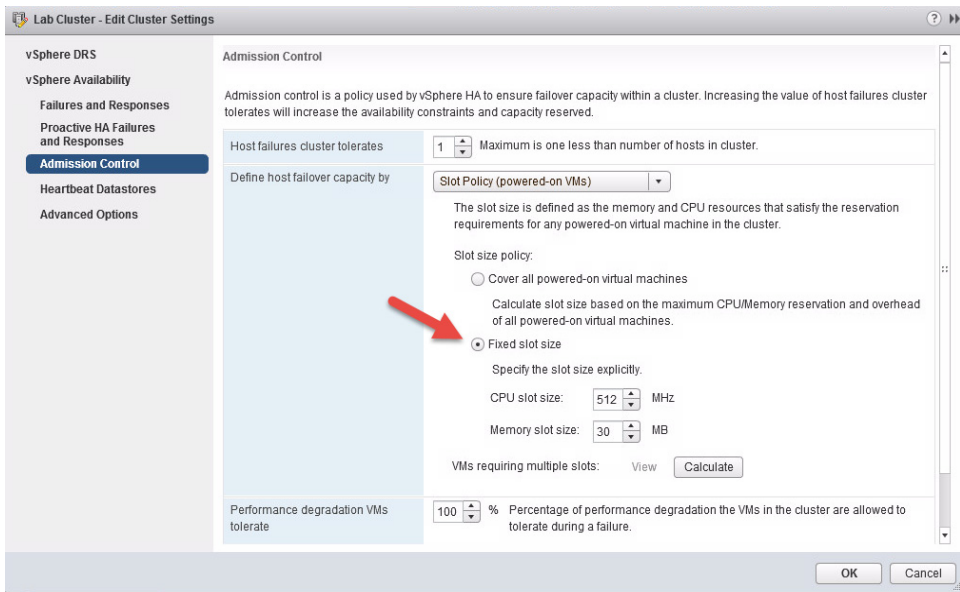 Lab Cluster - Edit Cluster Settings
vSphere DRS
vSphere Availability
Failures and Responses
Proactive HA Failures
and Responses
Admission Control
Heartbeat Datastores
Advanced Options
Admission Control
Admission control is a policy used by vSphere HA to ensure failover capacity within a cluster. Increasing the value of host failures cluster
tolerates will increase the availability constraints and capacity reserved.
Host failures cluster tolerates
1 Maximum is one less than number of hosts in cluster.
Define host failover capacity by
Slot Policy (powered-on VMs)
The slot size is defined as the memory and CPU resources that satisfy the reservation
requirements for any powered-on virtual machine in the cluster.
Slot size policy:
Cover all powered-on virtual machines
Calculate slot size based on the maximum CPU/Memory reservation and overhead
of all powered-on virtual machines.
Fixed slot size
Specify the slot size explicitly.
CPU slot size: 512 MHz
Memory slot size: 30 MB
VMs requiring multiple slots: View Calculate
Performance degradation VMs
tolerate
100 % Percentage of performance degradation the VMs in the cluster are allowed to
tolerate during a failure.
OK Cancel